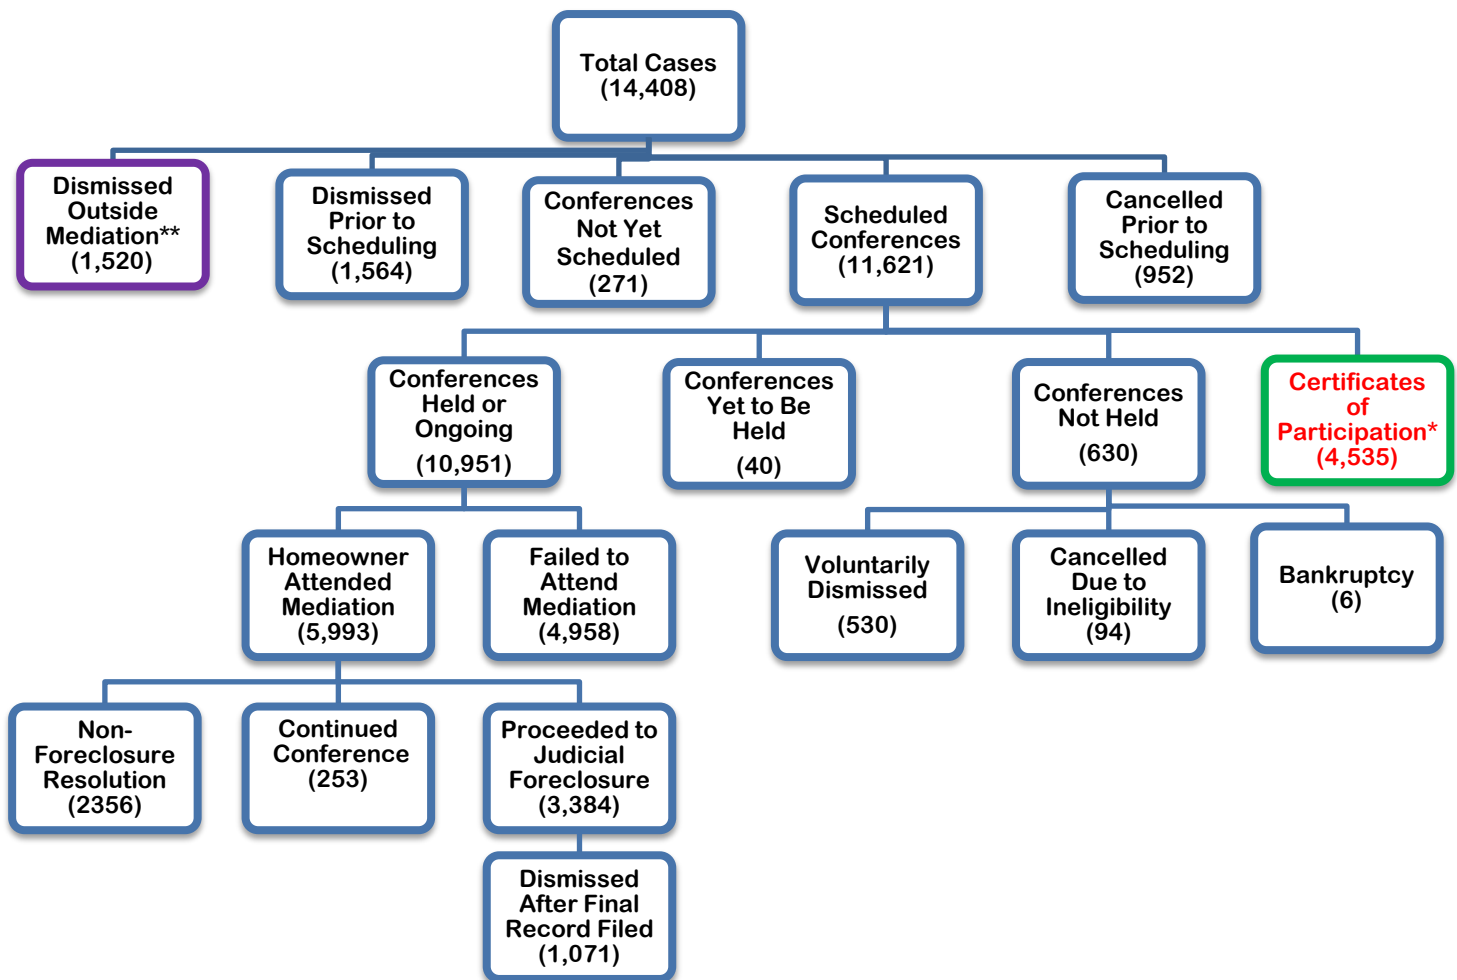 Total Cases
(14,408)
Dismissed
Outside
Mediation**
(1,520)
Dismissed
Prior to
Scheduling
(1,564)
Conferences
Not Yet
Scheduled
(271)
Scheduled
Conferences
(11,621)
Cancelled
Prior to
Scheduling
(952)
Conferences
Held or
Ongoing
(10,951)
Conferences
Yet to Be
Held
(40)
Conferences
Not Held
(630)
Certificates
of
Participation*
(4,535)
Homeowner
Attended
Mediation
(5,993)
Failed to
Attend
Mediation
(4,958)
Voluntarily
Dismissed
(530)
Cancelled
Due to
Ineligibility
(94)
Bankruptcy
(6)
Non-
Foreclosure
Resolution
(2356)
Continued
Conference
(253)
Proceeded to
Judicial
Foreclosure
(3,384)
Dismissed
After Final
Record Filed
(1,071)